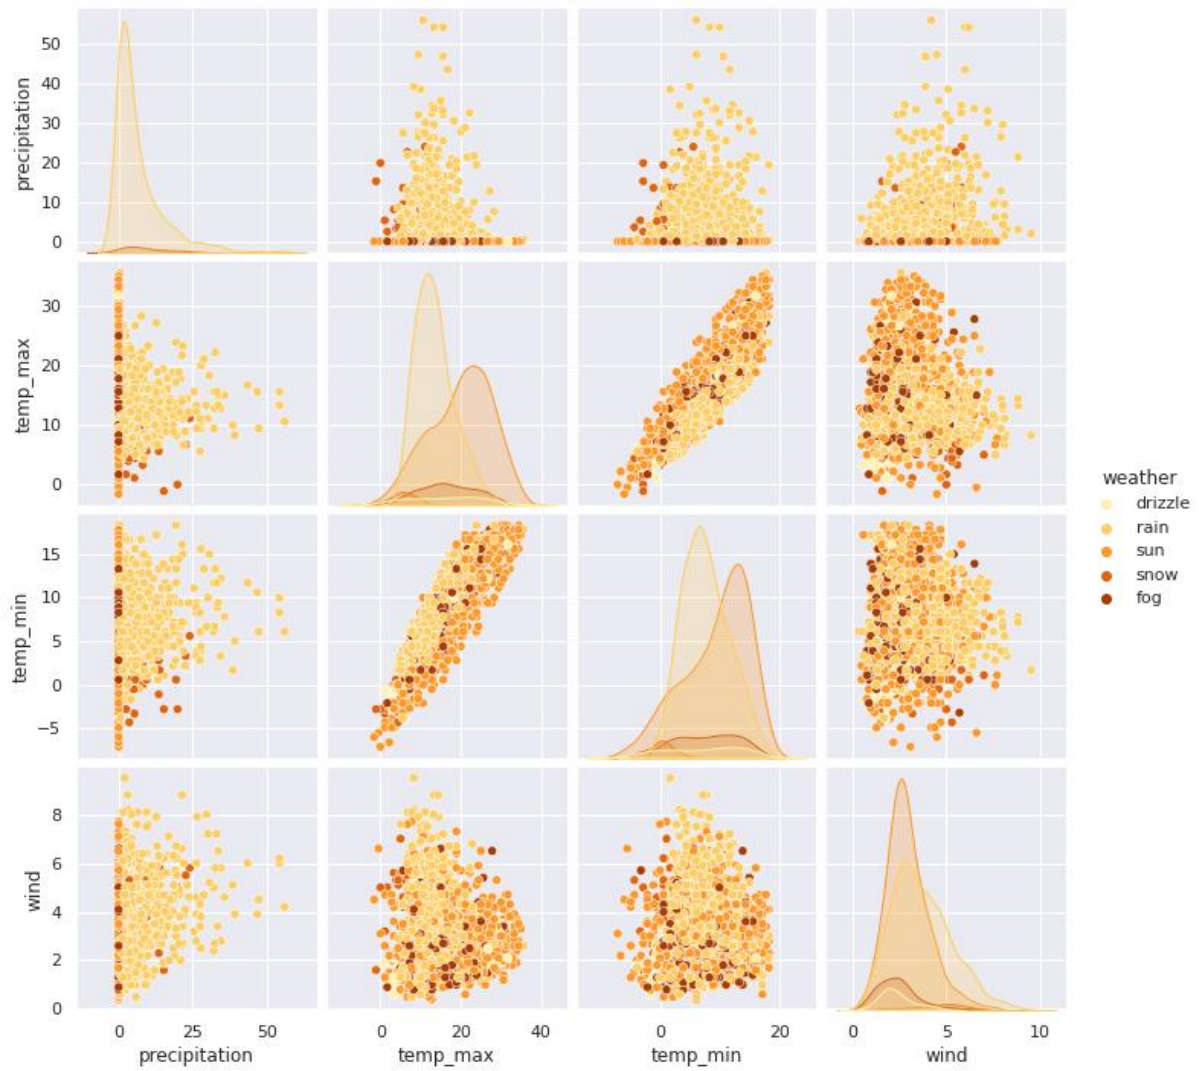 precipitation
50
40
30
20
10
0
temp_max
30
20
10
0
weather
drizzle
rain
sun
snow
fog
temp_min
15
10
5
0
−5
wind
8
6
4
2
0
0 25 50 0 20 40 0 20 0 5 10
precipitation temp_max temp_min wind